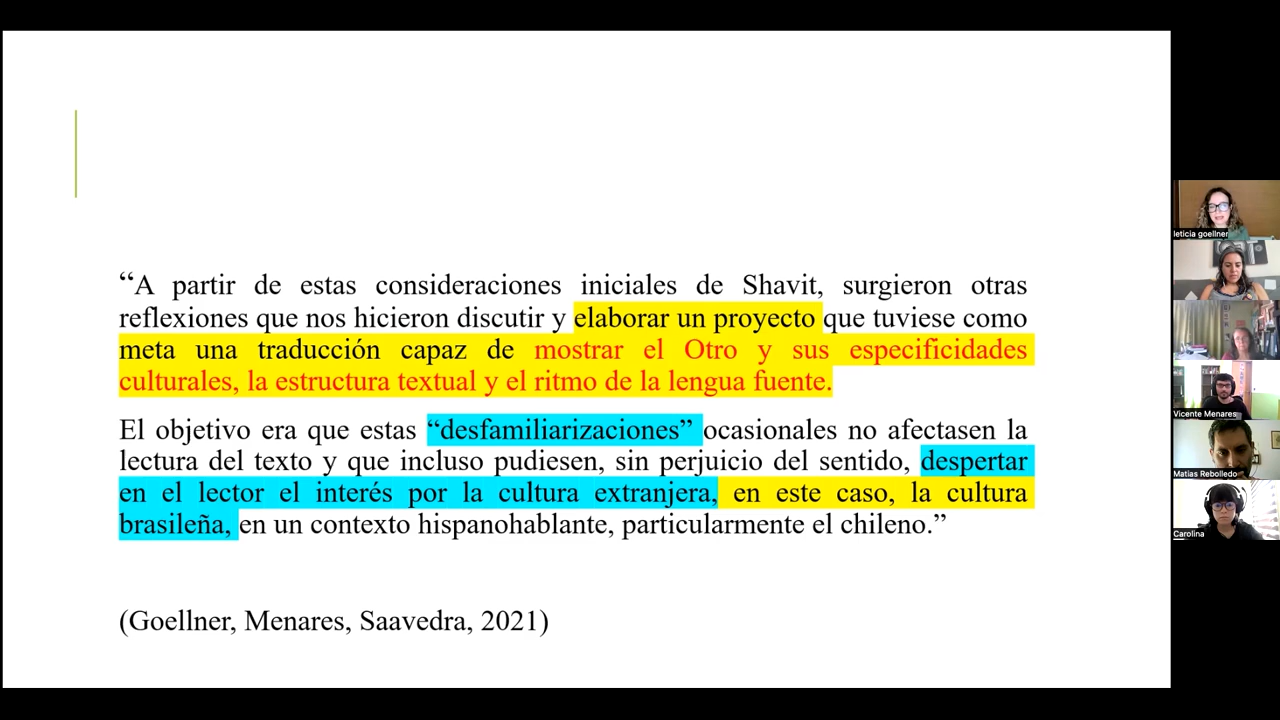 “A partir de estas consideraciones iniciales de Shavit, surgieron otras
reflexiones que nos hicieron discutir y elaborar un proyecto que tuviese como
meta una traducción capaz de mostrar el Otro y sus especificidades
culturales, la estructura textual y el ritmo de la lengua fuente.
El objetivo era que estas “desfamiliarizaciones” ocasionales no afectasen la
lectura del texto y que incluso pudiesen, sin perjuicio del sentido, despertar
en el lector el interés por la cultura extranjera, en este caso, la cultura
brasileña, en un contexto hispanohablante, particularmente el chileno.”
(Goellner, Menares, Saavedra, 2021)
leticia goellner
Vicente Menares
Matias Rebolledo
Carolina